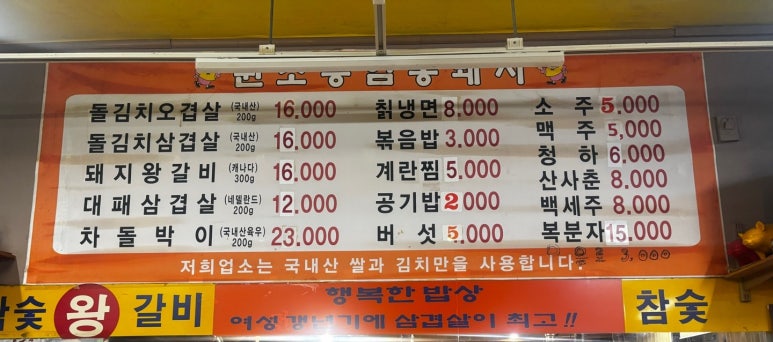 돌김치오겹살 (국내산) 200g 16.000
돌김치삼겹살 (국내산) 200g 16.000
돼지왕갈비 (캐나다) 300g 16.000
대패삼겹살 (네덜란드) 200g 12.000
차돌박이 (국내산육우) 200g 23.000
칡냉면 8.000
볶음밥 3.000
계란찜 5.000
공기밥 2.000
버섯 5.000
소주 5.000
맥주 5,000
청하 6.000
산사춘 8.000
백세주 8.000
복분자 15.000
음료 3,000
저희업소는 국내산 쌀과 김치만을 사용합니다.
참숯 왕 갈비
행복한 밥상
여성 갱년기에 삼겹살이 최고!!
참숯